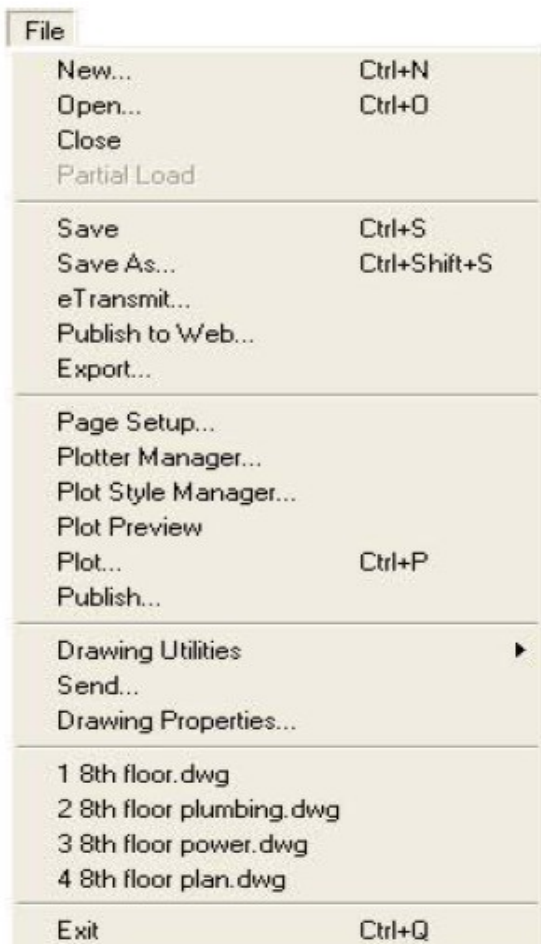 File
New... Ctrl+N
Open... Ctrl+O
Close
Partial Load
Save Ctrl+S
Save As... Ctrl+Shift+S
eTransmit...
Publish to Web...
Export...
Page Setup...
Plotter Manager...
Plot Style Manager...
Plot Preview
Plot... Ctrl+P
Publish...
Drawing Utilities
Send...
Drawing Properties...
1 8th floor.dwg
2 8th floor plumbing.dwg
3 8th floor power.dwg
4 8th floor plan.dwg
Exit Ctrl+Q